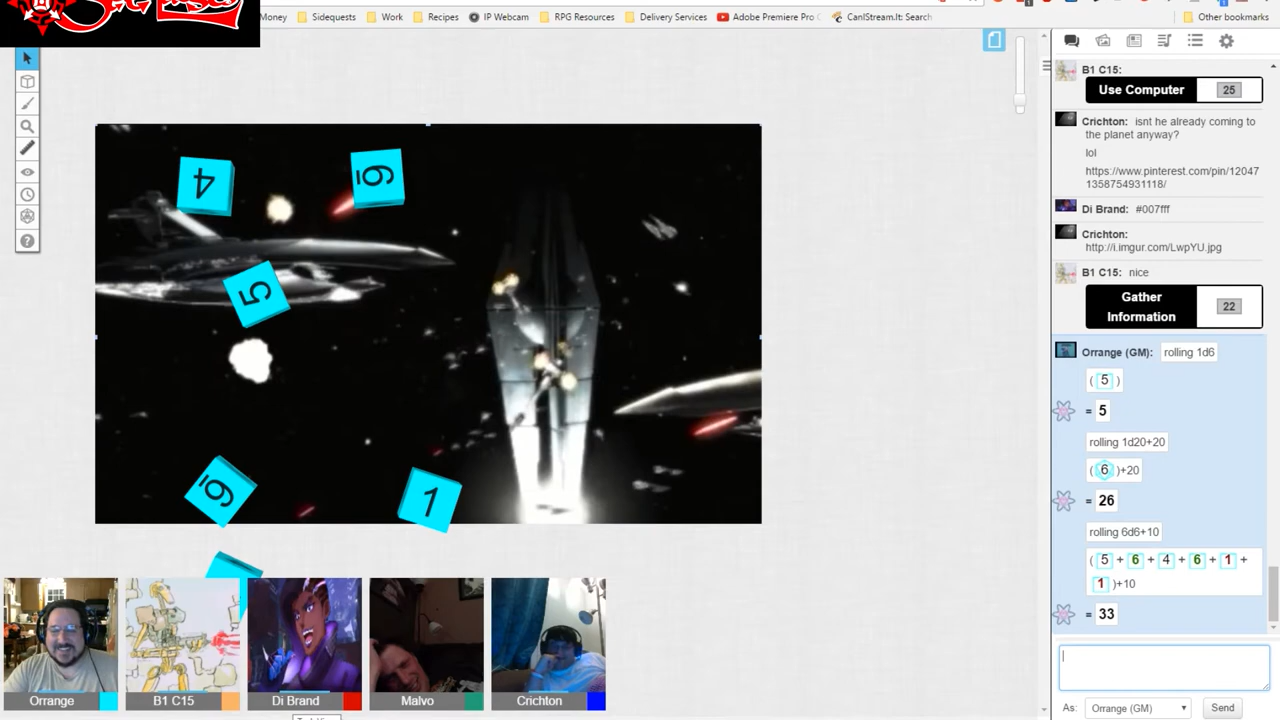 Money Sidequests Work Recipes IP Webcam RPG Resources Delivery Services Adobe Premiere Pro CanIStream.It: Search Other bookmarks
B1 C15:
Use Computer 25
Crichton: isnt he already coming to
the planet anyway?
lol
https://www.pinterest.com/pin/12047
1358754931118/
Di Brand: #007fff
Crichton:
http://i.imgur.com/LwpYU.jpg
B1 C15: nice
Gather
Information 22
Orrange (GM): rolling 1d6
( 5 )
= 5
rolling 1d20+20
( 6 )+20
= 26
rolling 6d6+10
( 5 + 6 + 4 + 6 + 1 +
1 )+10
= 33
4 6
5
6 1
Orrange B1 C15 Di Brand Malvo Crichton
As: Orrange (GM) Send